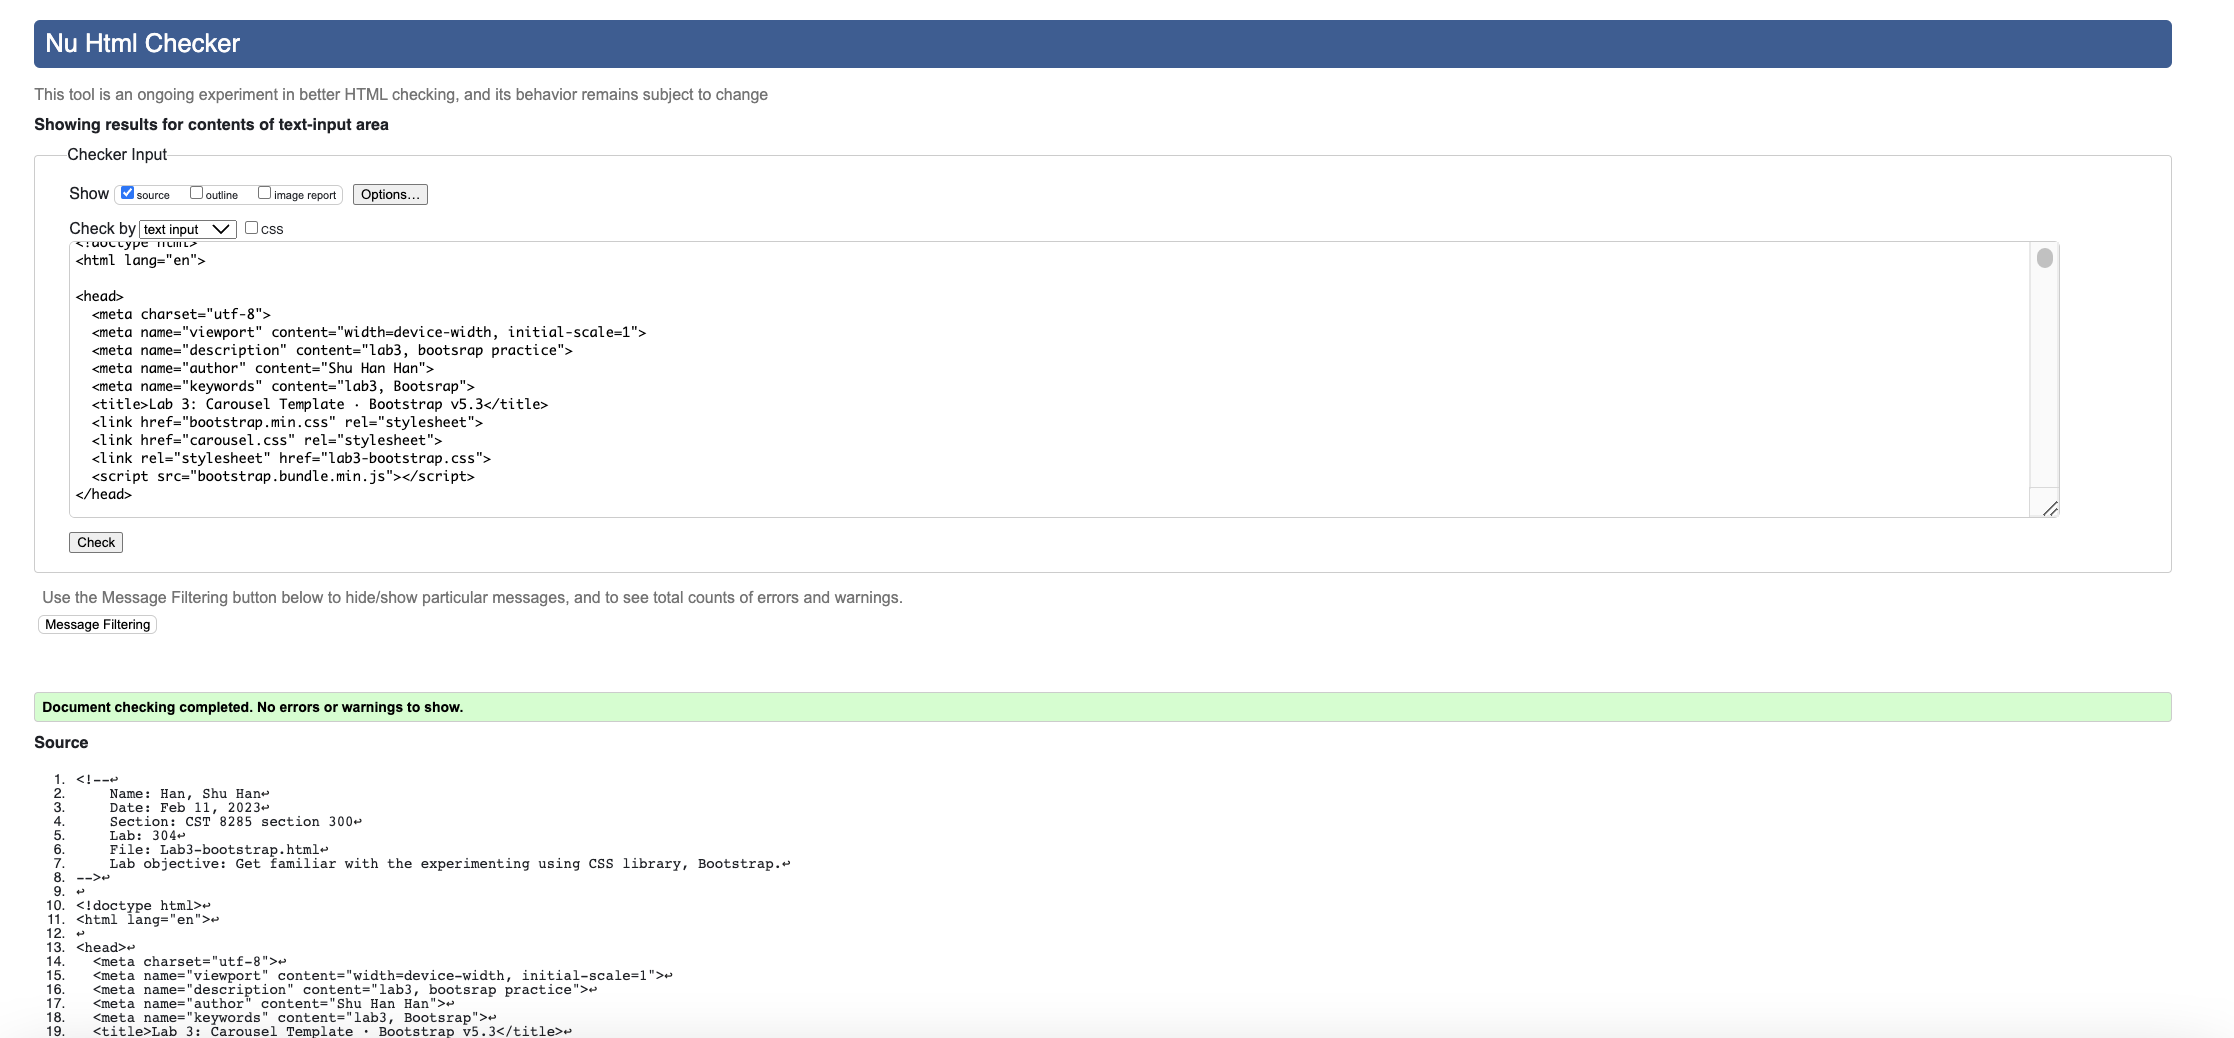 Nu Html Checker
This tool is an ongoing experiment in better HTML checking, and its behavior remains subject to change
Showing results for contents of text-input area
Checker Input
Show source outline image report Options...
Check by text input css
<!doctype html>
<html lang="en">
<head>
<meta charset="utf-8">
<meta name="viewport" content="width=device-width, initial-scale=1">
<meta name="description" content="lab3, bootsrap practice">
<meta name="author" content="Shu Han Han">
<meta name="keywords" content="lab3, Bootsrap">
<title>Lab 3: Carousel Template · Bootstrap v5.3</title>
<link href="bootstrap.min.css" rel="stylesheet">
<link href="carousel.css" rel="stylesheet">
<link rel="stylesheet" href="lab3-bootstrap.css">
<script src="bootstrap.bundle.min.js"></script>
</head>
Check
Use the Message Filtering button below to hide/show particular messages, and to see total counts of errors and warnings.
Message Filtering
Document checking completed. No errors or warnings to show.
Source
1. <!--↩
2. Name: Han, Shu Han↩
3. Date: Feb 11, 2023↩
4. Section: CST 8285 section 300↩
5. Lab: 304↩
6. File: Lab3-bootstrap.html↩
7. Lab objective: Get familiar with the experimenting using CSS library, Bootstrap.↩
8. -->↩
9. ↩
10. <!doctype html>↩
11. <html lang="en">↩
12. ↩
13. <head>↩
14. <meta charset="utf-8">↩
15. <meta name="viewport" content="width=device-width, initial-scale=1">↩
16. <meta name="description" content="lab3, bootsrap practice">↩
17. <meta name="author" content="Shu Han Han">↩
18. <meta name="keywords" content="lab3, Bootsrap">↩
19. <title>Lab 3: Carousel Template · Bootstrap v5.3</title>↩